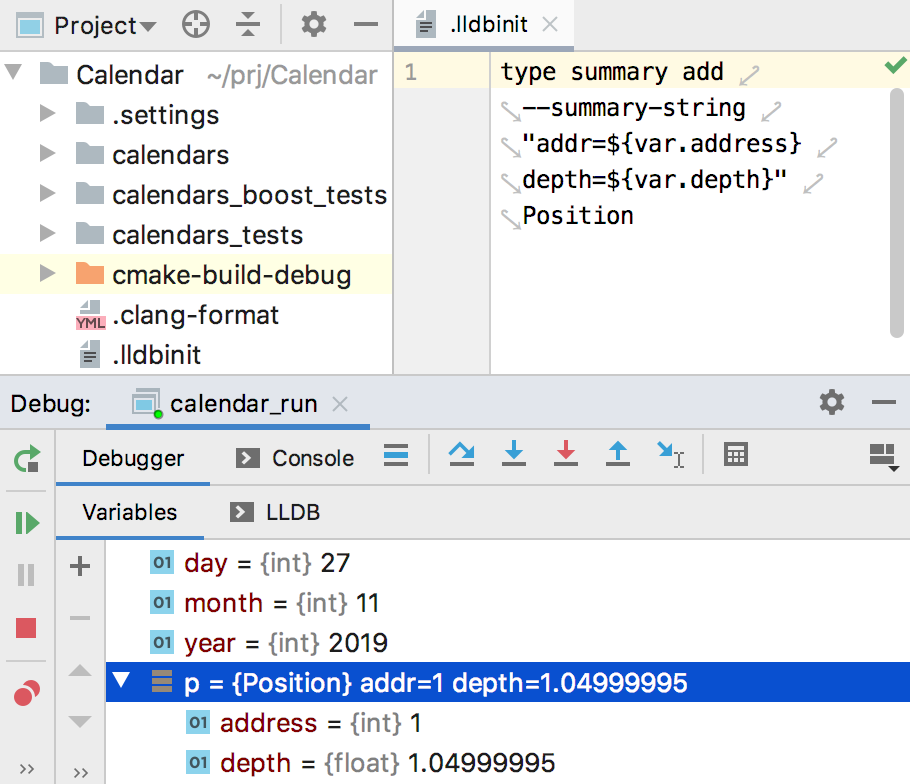 Project
.lldbinit
Calendar ~/prj/Calendar
.settings
calendars
calendars_boost_tests
calendars_tests
cmake-build-debug
YML .clang-format
.lldbinit
1 type summary add
--summary-string
"addr=${var.address}
depth=${var.depth}"
Position
Debug: calendar_run
Debugger Console
Variables LLDB
01 day = {int} 27
01 month = {int} 11
01 year = {int} 2019
p = {Position} addr=1 depth=1.04999995
01 address = {int} 1
01 depth = {float} 1.04999995